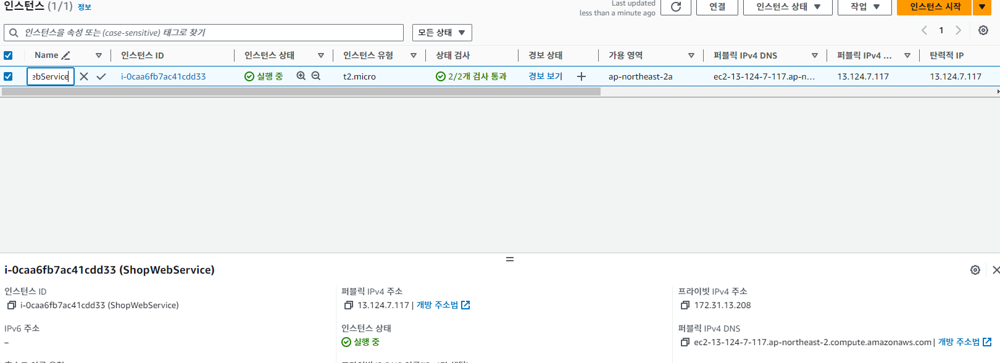 인스턴스 (1/1) 정보
Last updated
less than a minute ago
연결
인스턴스 상태
작업
인스턴스 시작
인스턴스을 속성 또는 (case-sensitive) 태그로 찾기
모든 상태
1
Name 인스턴스 ID 인스턴스 상태 인스턴스 유형 상태 검사 경보 상태 가용 영역 퍼블릭 IPv4 DNS 퍼블릭 IPv4 ... 탄력적 IP
ebService i-0caa6fb7ac41cdd33 실행 중 t2.micro 2/2개 검사 통과 경보 보기 ap-northeast-2a ec2-13-124-7-117.ap-n... 13.124.7.117 13.124.7.117
i-0caa6fb7ac41cdd33 (ShopWebService)
인스턴스 ID
i-0caa6fb7ac41cdd33 (ShopWebService)
퍼블릭 IPv4 주소
13.124.7.117 | 개방 주소법
프라이빗 IPv4 주소
172.31.13.208
IPv6 주소
–
인스턴스 상태
실행 중
퍼블릭 IPv4 DNS
ec2-13-124-7-117.ap-northeast-2.compute.amazonaws.com | 개방 주소법